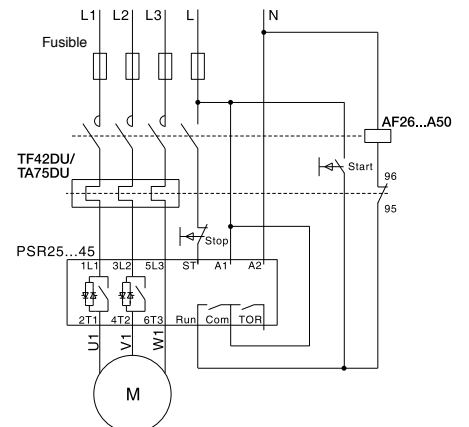 L1 L2 L3 L N
Fusible
AF26...A50
TF42DU/
TA75DU
Start
96
95
Stop
PSR25...45
1L1 3L2 5L3 ST A1 A2
2T1 4T2 6T3 Run Com TOR
U1 V1 W1
M